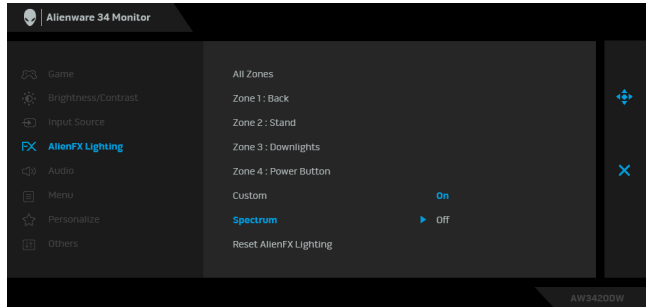 Alienware 34 Monitor
Game
Brightness/Contrast
Input Source
AlienFX Lighting
Audio
Menu
Personalize
Others
All Zones
Zone 1 : Back
Zone 2 : Stand
Zone 3 : Downlights
Zone 4 : Power Button
Custom On
Spectrum Off
Reset AlienFX Lighting
AW3420DW